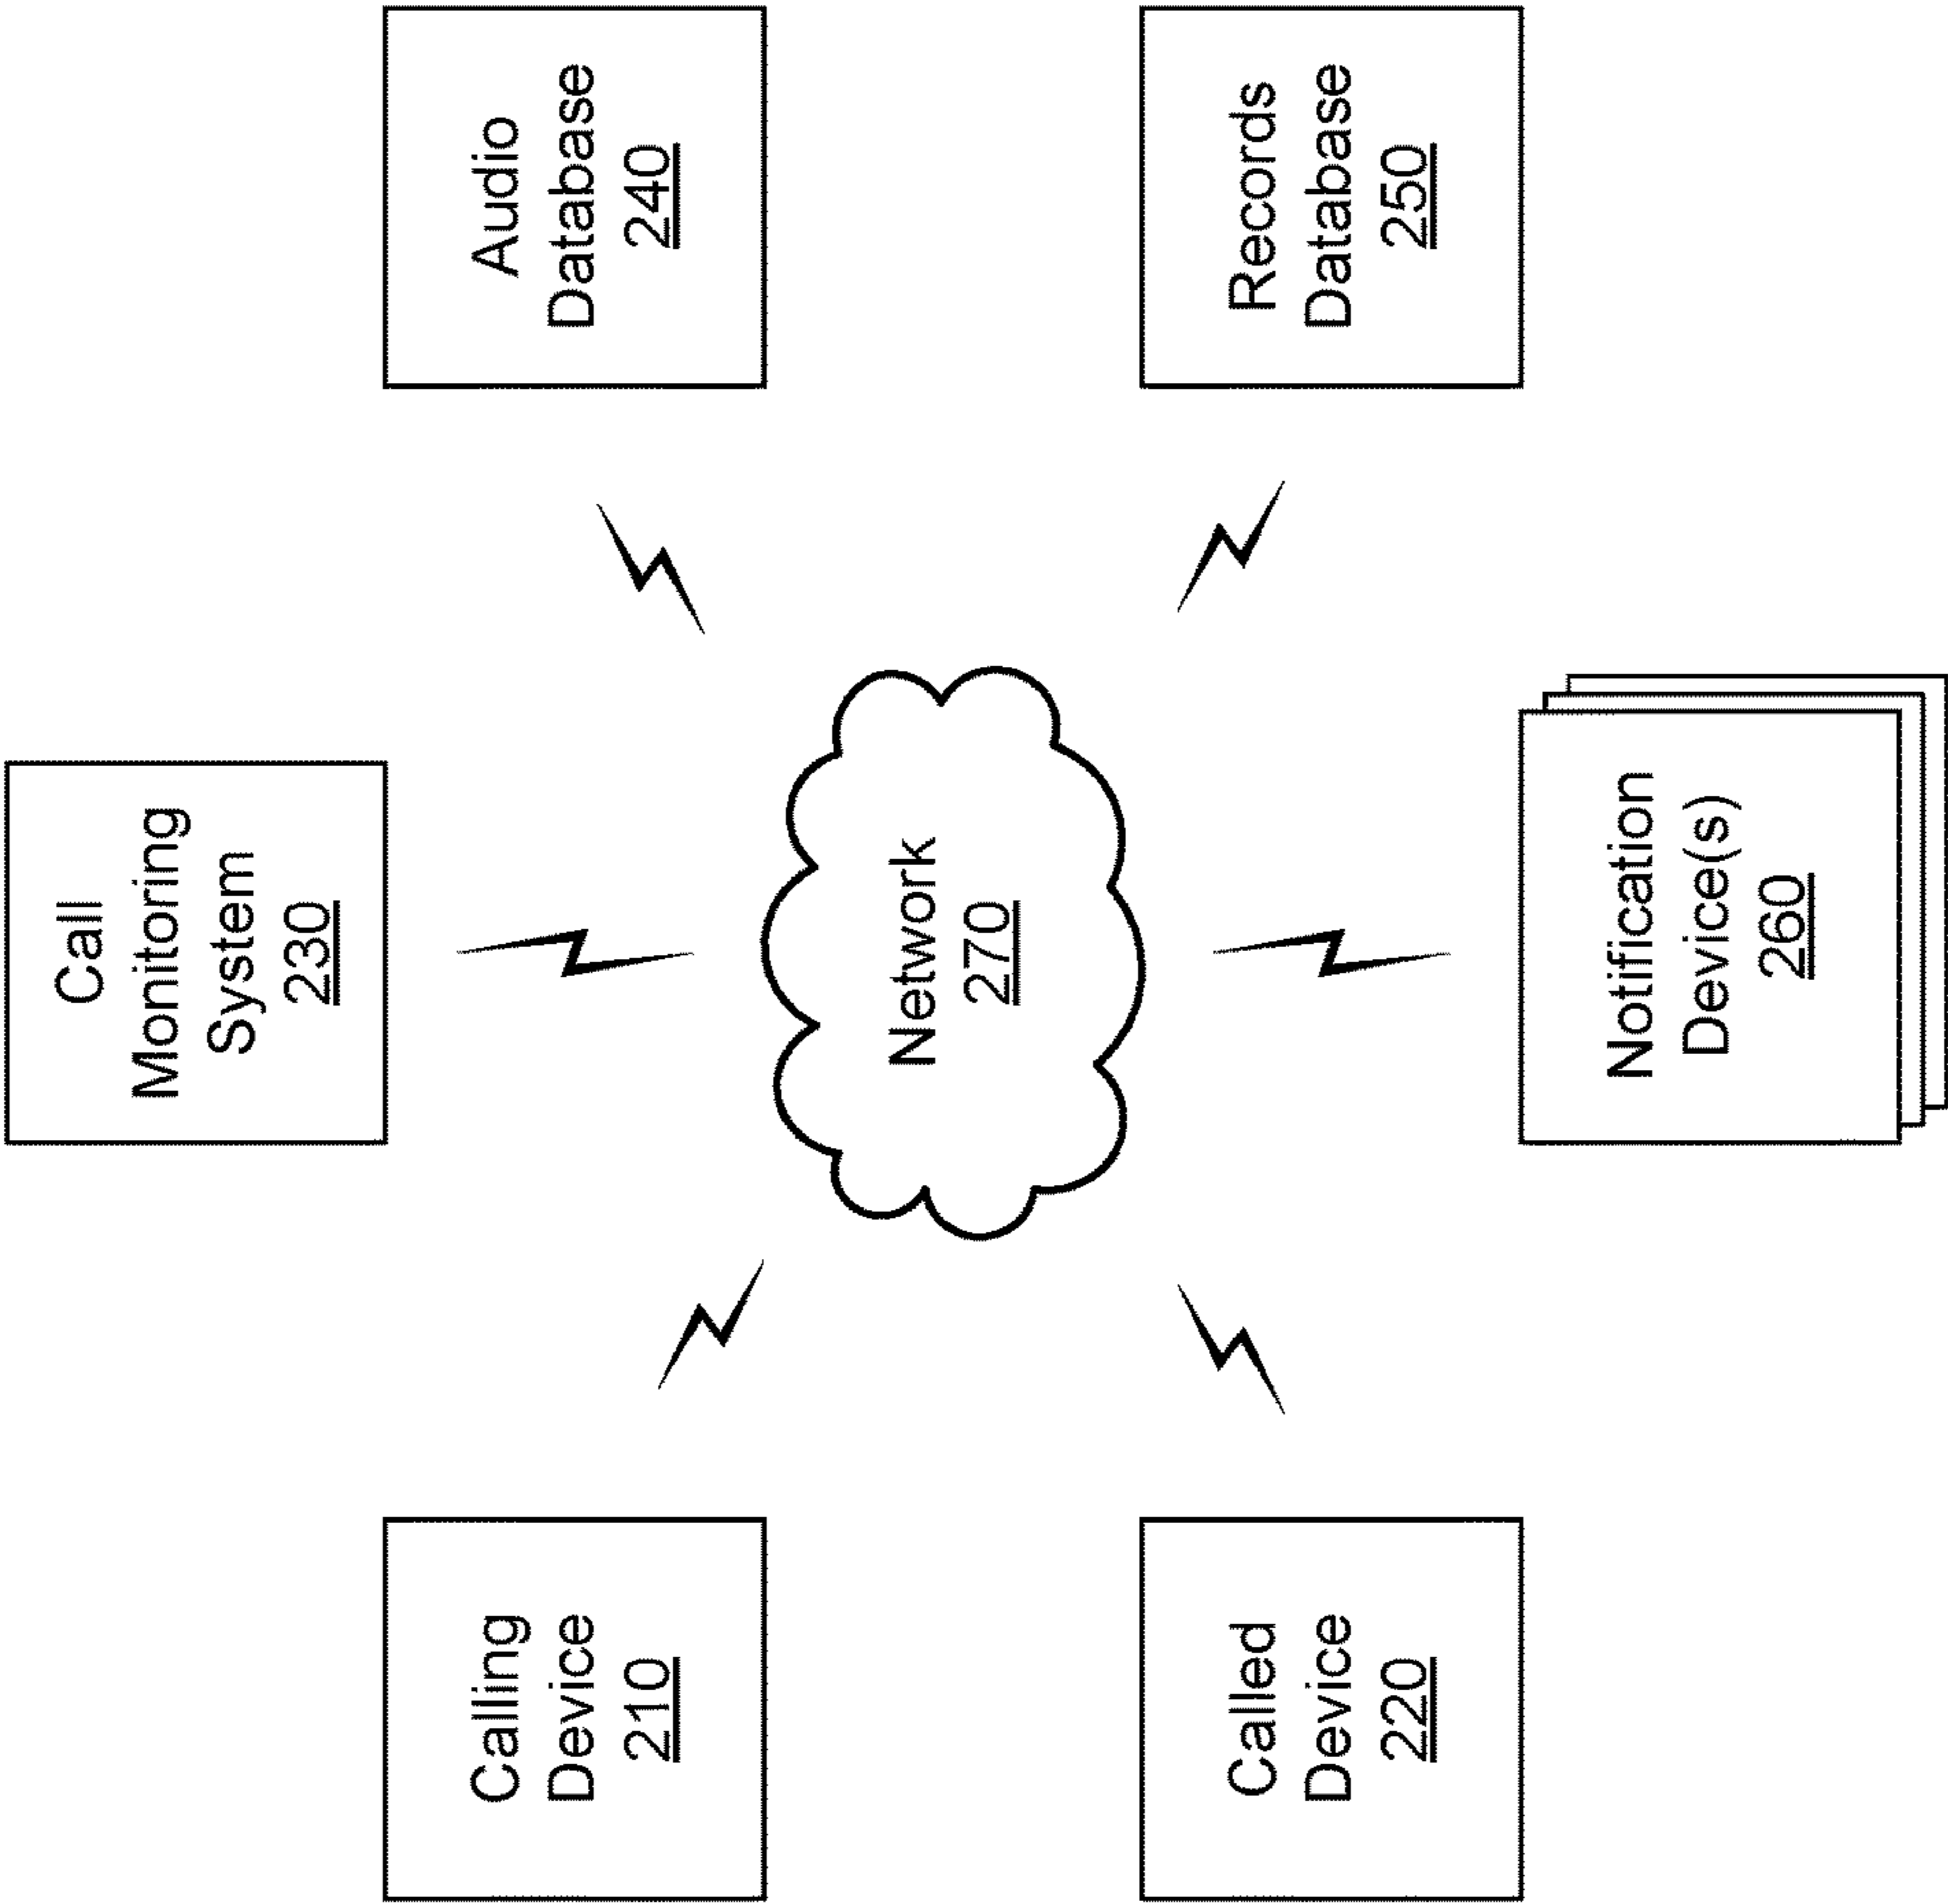 Call
Monitoring
System
230
Audio
Database
240
Calling
Device
210
Network
270
Records
Database
250
Called
Device
220
Notification
Device(s)
260